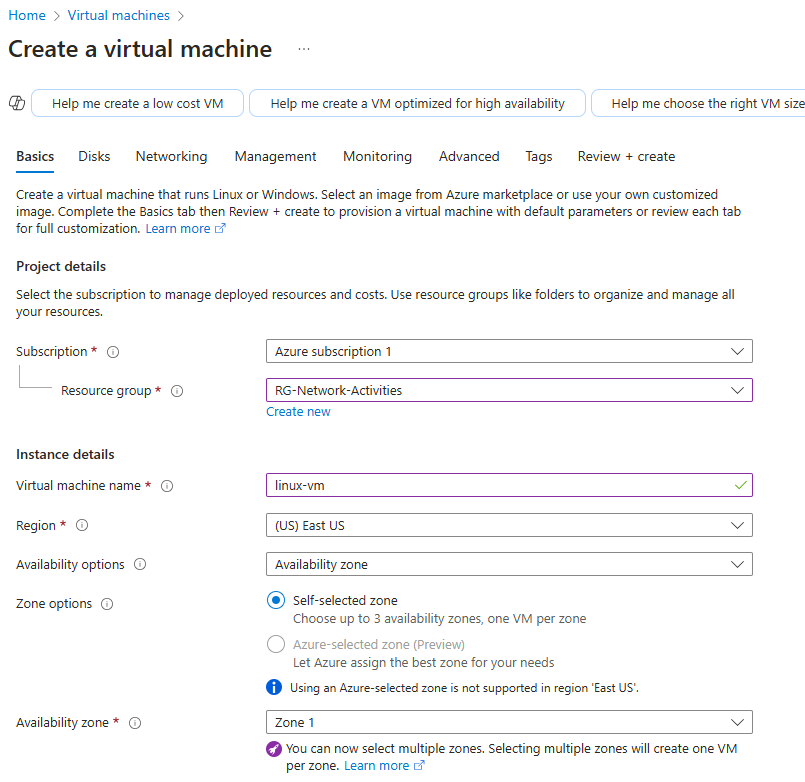 Home > Virtual machines >
Create a virtual machine ...
Help me create a low cost VM Help me create a VM optimized for high availability Help me choose the right VM size
Basics Disks Networking Management Monitoring Advanced Tags Review + create
Create a virtual machine that runs Linux or Windows. Select an image from Azure marketplace or use your own customized
image. Complete the Basics tab then Review + create to provision a virtual machine with default parameters or review each tab
for full customization. Learn more
Project details
Select the subscription to manage deployed resources and costs. Use resource groups like folders to organize and manage all
your resources.
Subscription * Azure subscription 1
Resource group * RG-Network-Activities
Create new
Instance details
Virtual machine name * linux-vm
Region * (US) East US
Availability options Availability zone
Zone options Self-selected zone
Choose up to 3 availability zones, one VM per zone
Azure-selected zone (Preview)
Let Azure assign the best zone for your needs
Using an Azure-selected zone is not supported in region 'East US'.
Availability zone * Zone 1
You can now select multiple zones. Selecting multiple zones will create one VM
per zone. Learn more